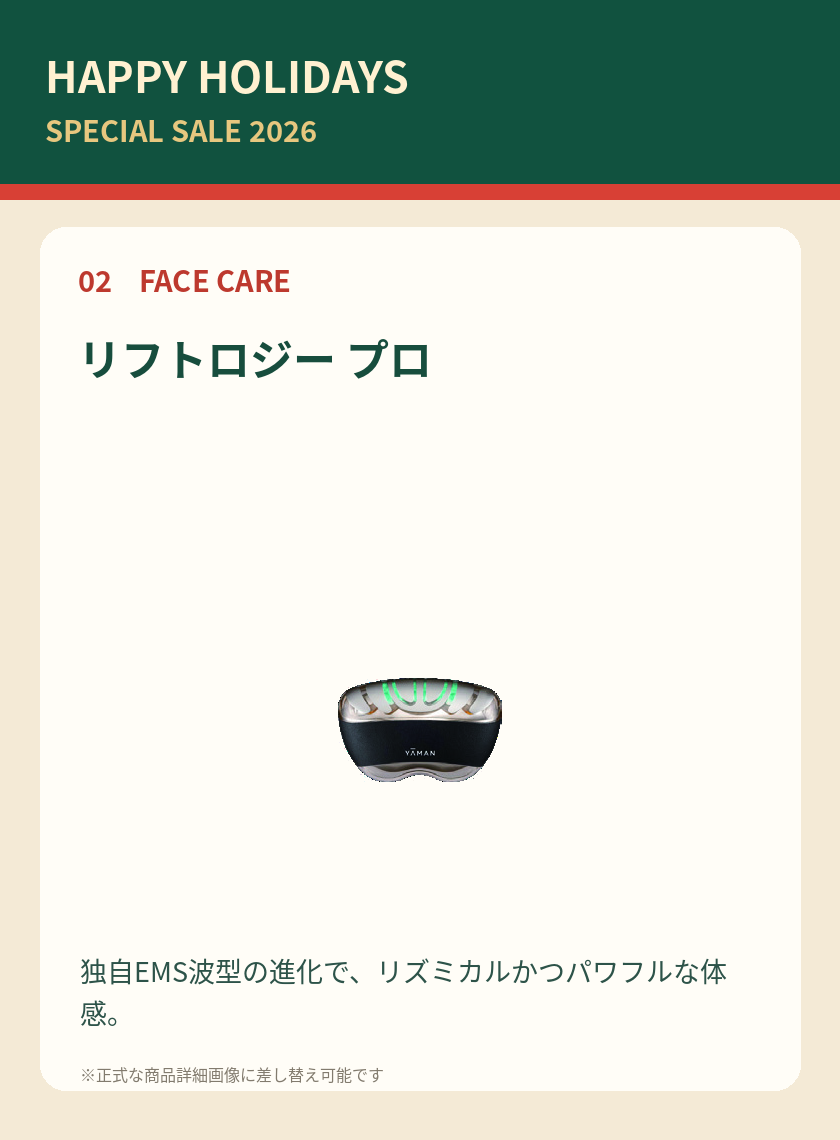 HAPPY HOLIDAYS
SPECIAL SALE 2026
02 FACE CARE
リフトロジー プロ
YĀMAN
独自EMS波型の進化で、リズミカルかつパワフルな体
感。
※正式な商品詳細画像に差し替え可能です